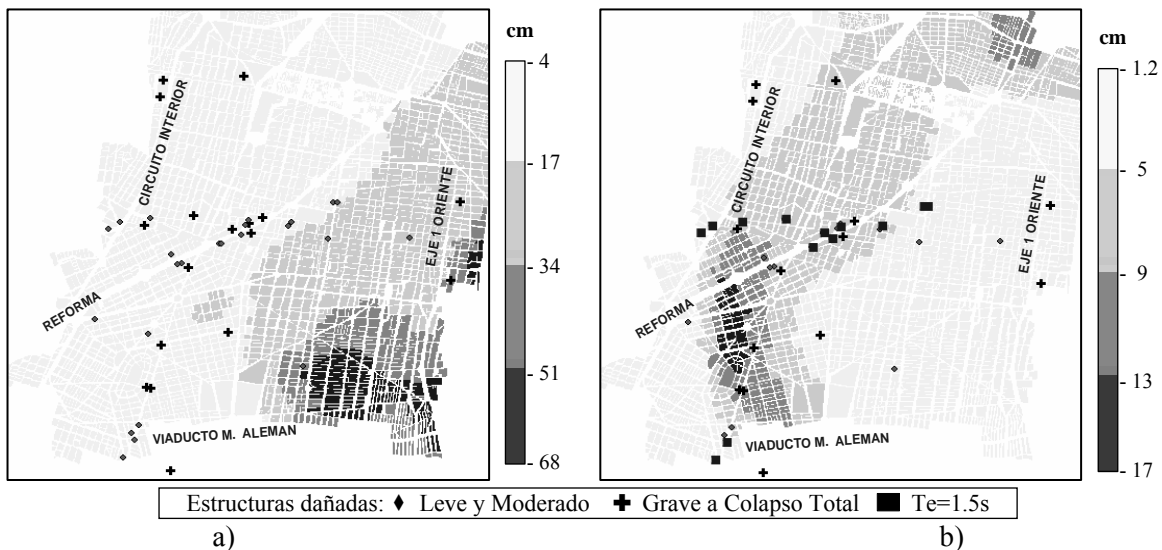 cm
4
17
34
51
68
CIRCUITO INTERIOR
EJE 1 ORIENTE
REFORMA
VIADUCTO M. ALEMAN
cm
1.2
5
9
13
17
CIRCUITO INTERIOR
EJE 1 ORIENTE
REFORMA
VIADUCTO M. ALEMAN
Estructuras dañadas: Leve y Moderado Grave a Colapso Total Te=1.5s
a) b)